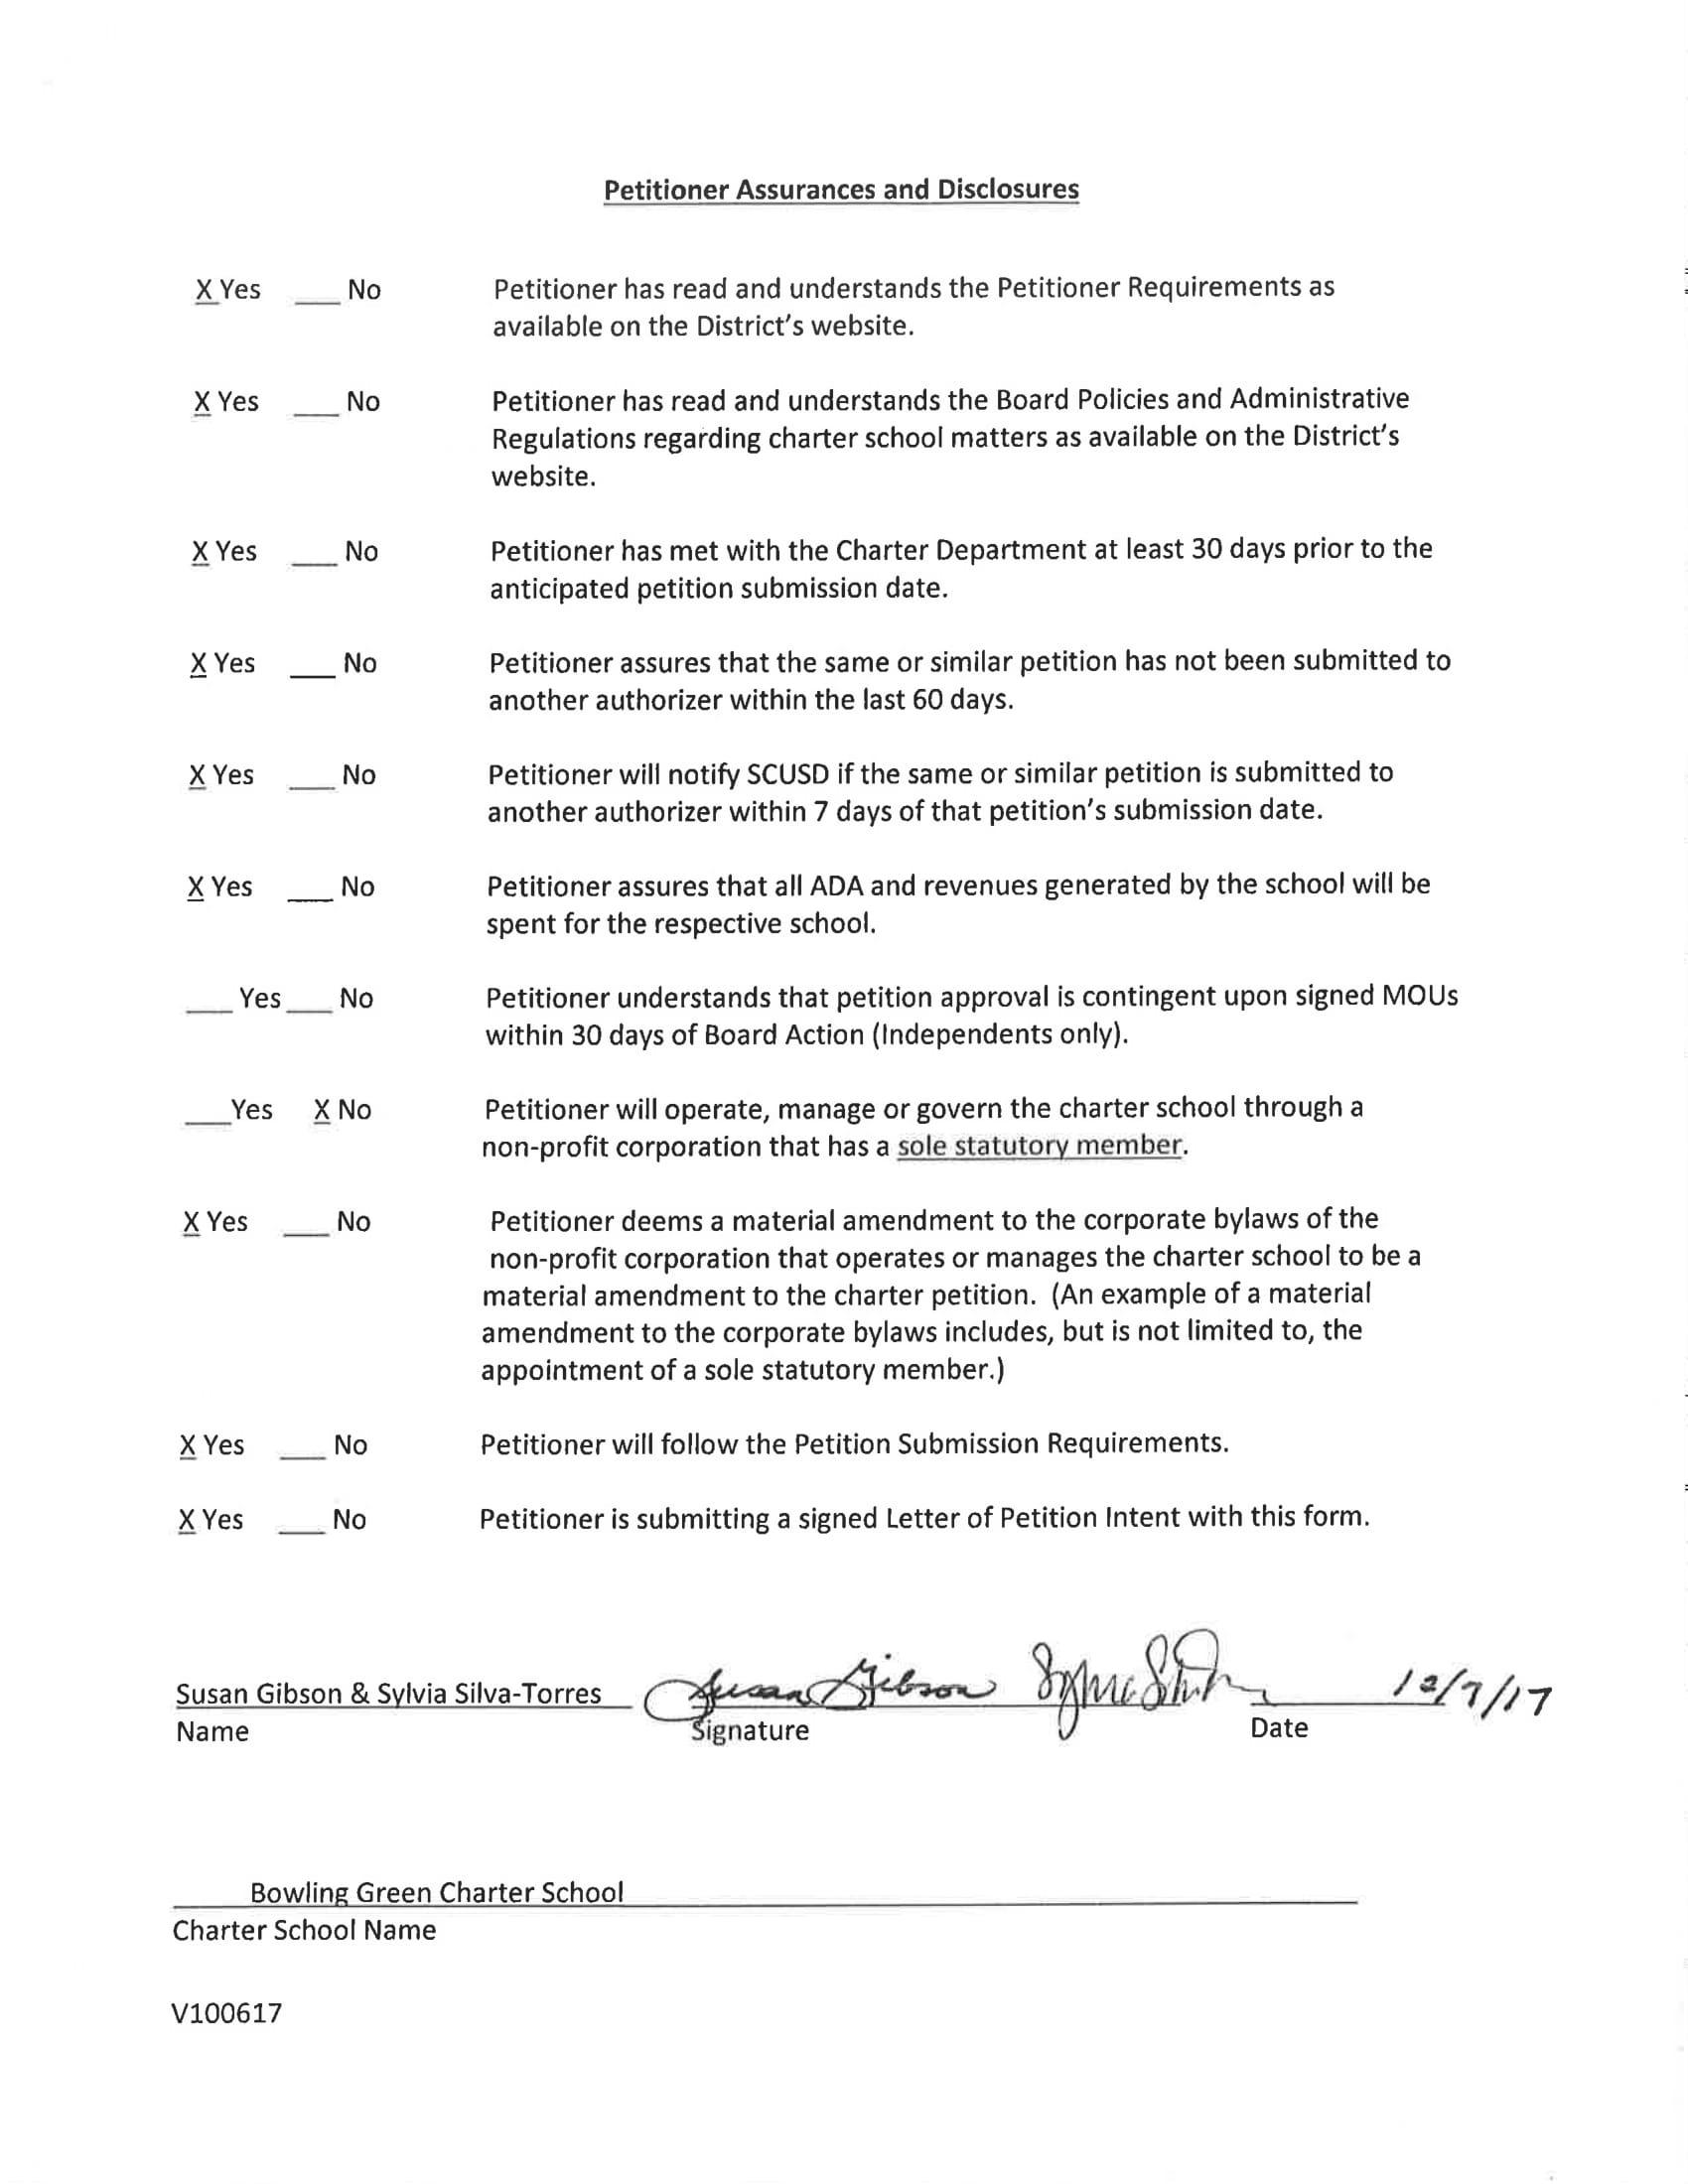 Petitioner Assurances and Disclosures
X Yes ___ No Petitioner has read and understands the Petitioner Requirements as
available on the District's website.
X Yes ___ No Petitioner has read and understands the Board Policies and Administrative
Regulations regarding charter school matters as available on the District's
website.
X Yes ___ No Petitioner has met with the Charter Department at least 30 days prior to the
anticipated petition submission date.
X Yes ___ No Petitioner assures that the same or similar petition has not been submitted to
another authorizer within the last 60 days.
X Yes ___ No Petitioner will notify SCUSD if the same or similar petition is submitted to
another authorizer within 7 days of that petition's submission date.
X Yes ___ No Petitioner assures that all ADA and revenues generated by the school will be
spent for the respective school.
___ Yes ___ No Petitioner understands that petition approval is contingent upon signed MOUs
within 30 days of Board Action (Independents only).
___ Yes X No Petitioner will operate, manage or govern the charter school through a
non-profit corporation that has a sole statutory member.
X Yes ___ No Petitioner deems a material amendment to the corporate bylaws of the
non-profit corporation that operates or manages the charter school to be a
material amendment to the charter petition. (An example of a material
amendment to the corporate bylaws includes, but is not limited to, the
appointment of a sole statutory member.)
X Yes ___ No Petitioner will follow the Petition Submission Requirements.
X Yes ___ No Petitioner is submitting a signed Letter of Petition Intent with this form.
Susan Gibson & Sylvia Silva-Torres Susan Gibson 12/7/17
Name Signature Date
Bowling Green Charter School
Charter School Name
V100617